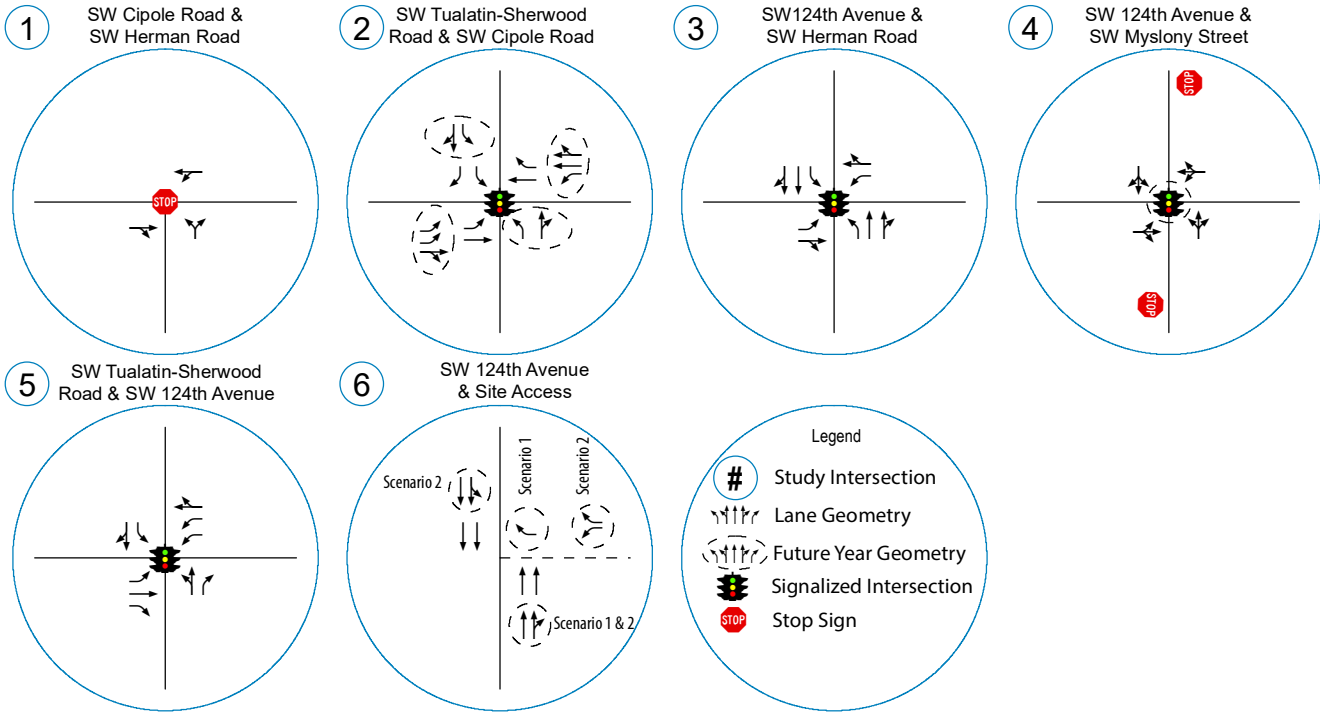 1
SW Cipole Road &
SW Herman Road
STOP
2
SW Tualatin-Sherwood
Road & SW Cipole Road
3
SW124th Avenue &
SW Herman Road
4
SW 124th Avenue &
SW Myslony Street
STOP
STOP
5
SW Tualatin-Sherwood
Road & SW 124th Avenue
6
SW 124th Avenue
& Site Access
Scenario 2
Scenario 1
Scenario 2
Scenario 1 & 2
Legend
# Study Intersection
Lane Geometry
Future Year Geometry
Signalized Intersection
STOP Stop Sign